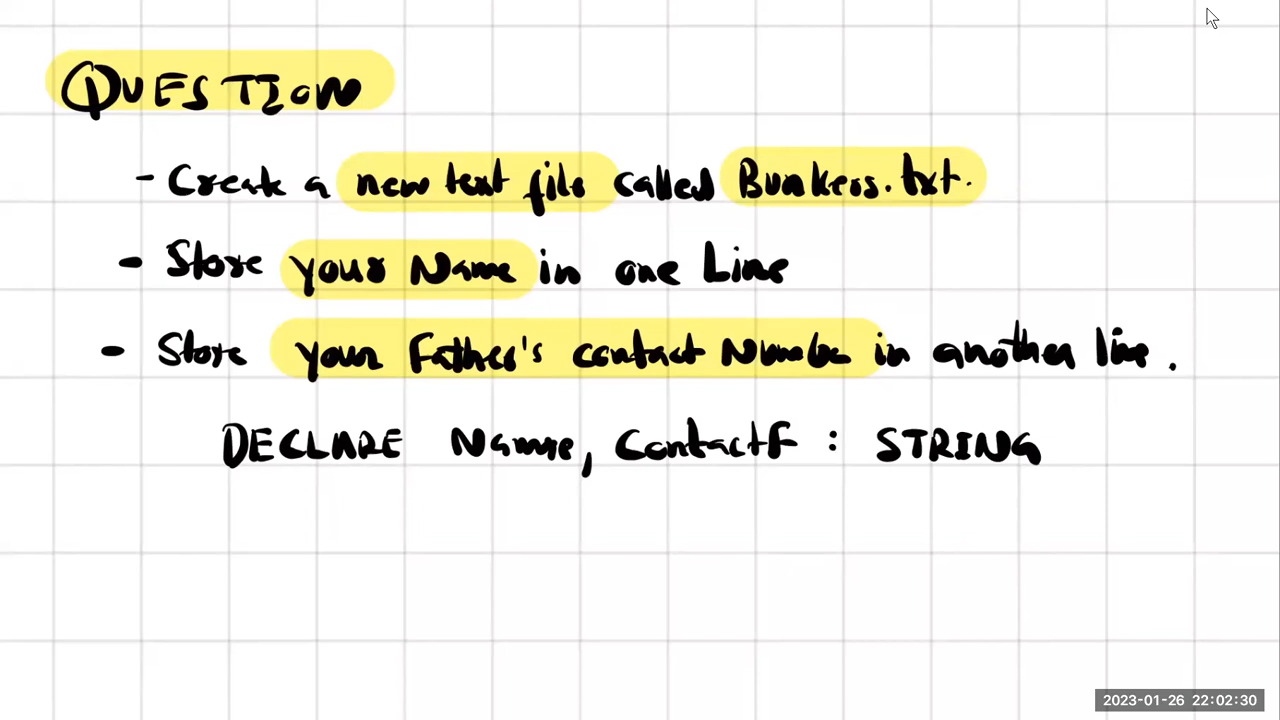 QUESTION
- Create a new text file called Bunkers.txt.
- Store your Name in one Line
- Store your Father's contact Number in another line.
DECLARE Name, ContactF : STRING
2023-01-26 22:02:30